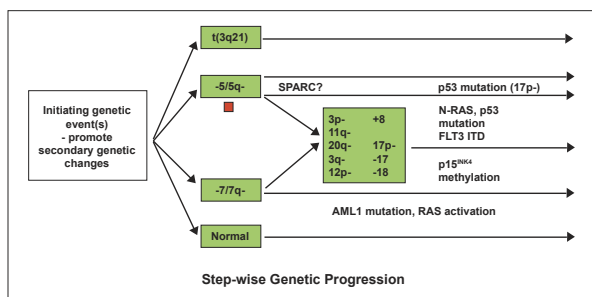 t(3q21)
-5/5q-
SPARC?
p53 mutation (17p-)
Initiating genetic
event(s)
- promote
secondary genetic
changes
3p- +8
11q-
20q- 17p-
3q- -17
12p- -18
N-RAS, p53
mutation
FLT3 ITD
p15INK4
methylation
-7/7q-
AML1 mutation, RAS activation
Normal
Step-wise Genetic Progression